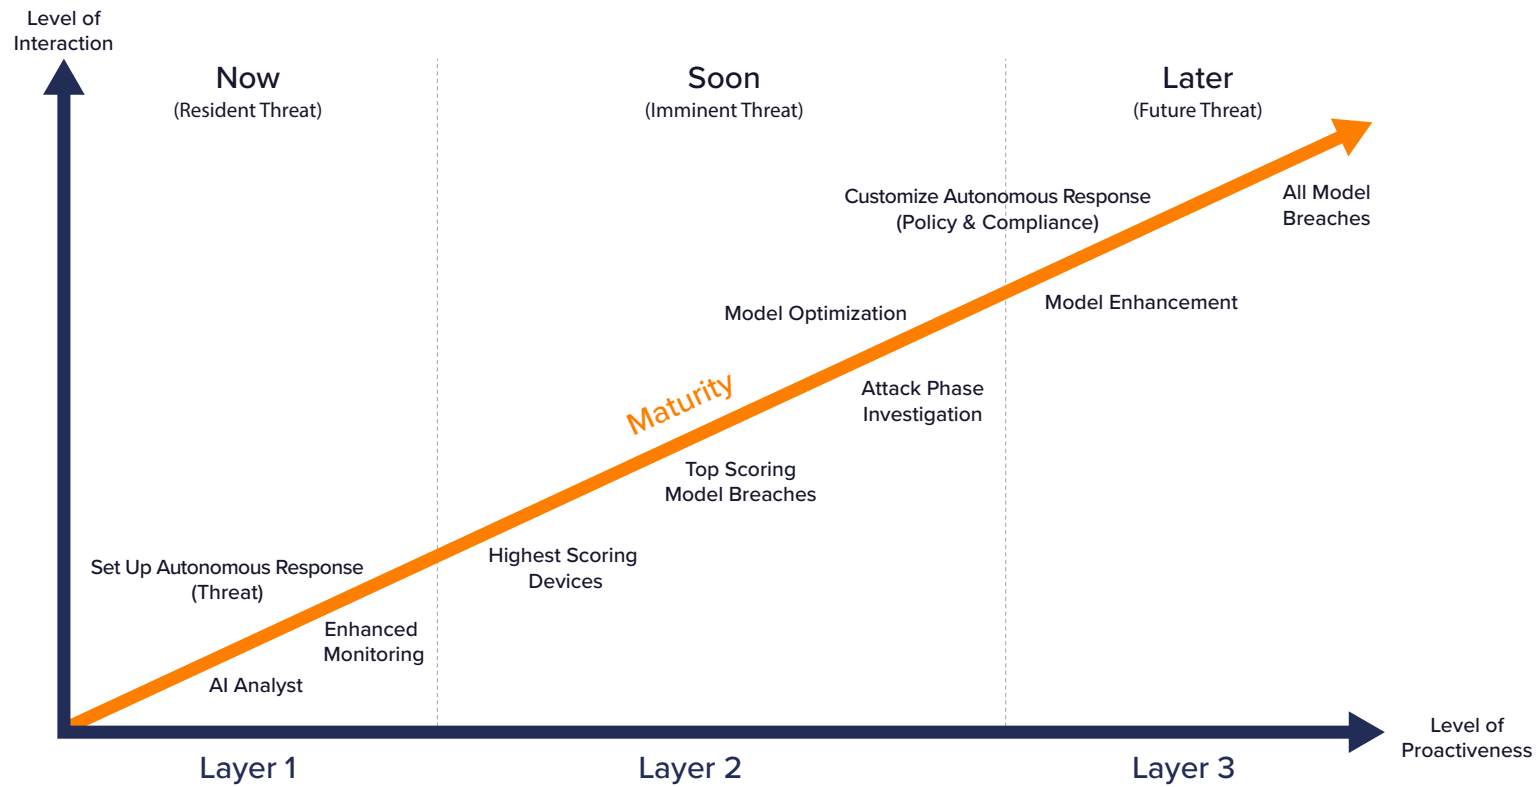 Level of
Interaction
Now
(Resident Threat)
Soon
(Imminent Threat)
Later
(Future Threat)
Customize Autonomous Response
(Policy & Compliance)
All Model
Breaches
Model Optimization
Model Enhancement
Maturity
Attack Phase
Investigation
Top Scoring
Model Breaches
Highest Scoring
Devices
Set Up Autonomous Response
(Threat)
Enhanced
Monitoring
AI Analyst
Level of
Proactiveness
Layer 1
Layer 2
Layer 3